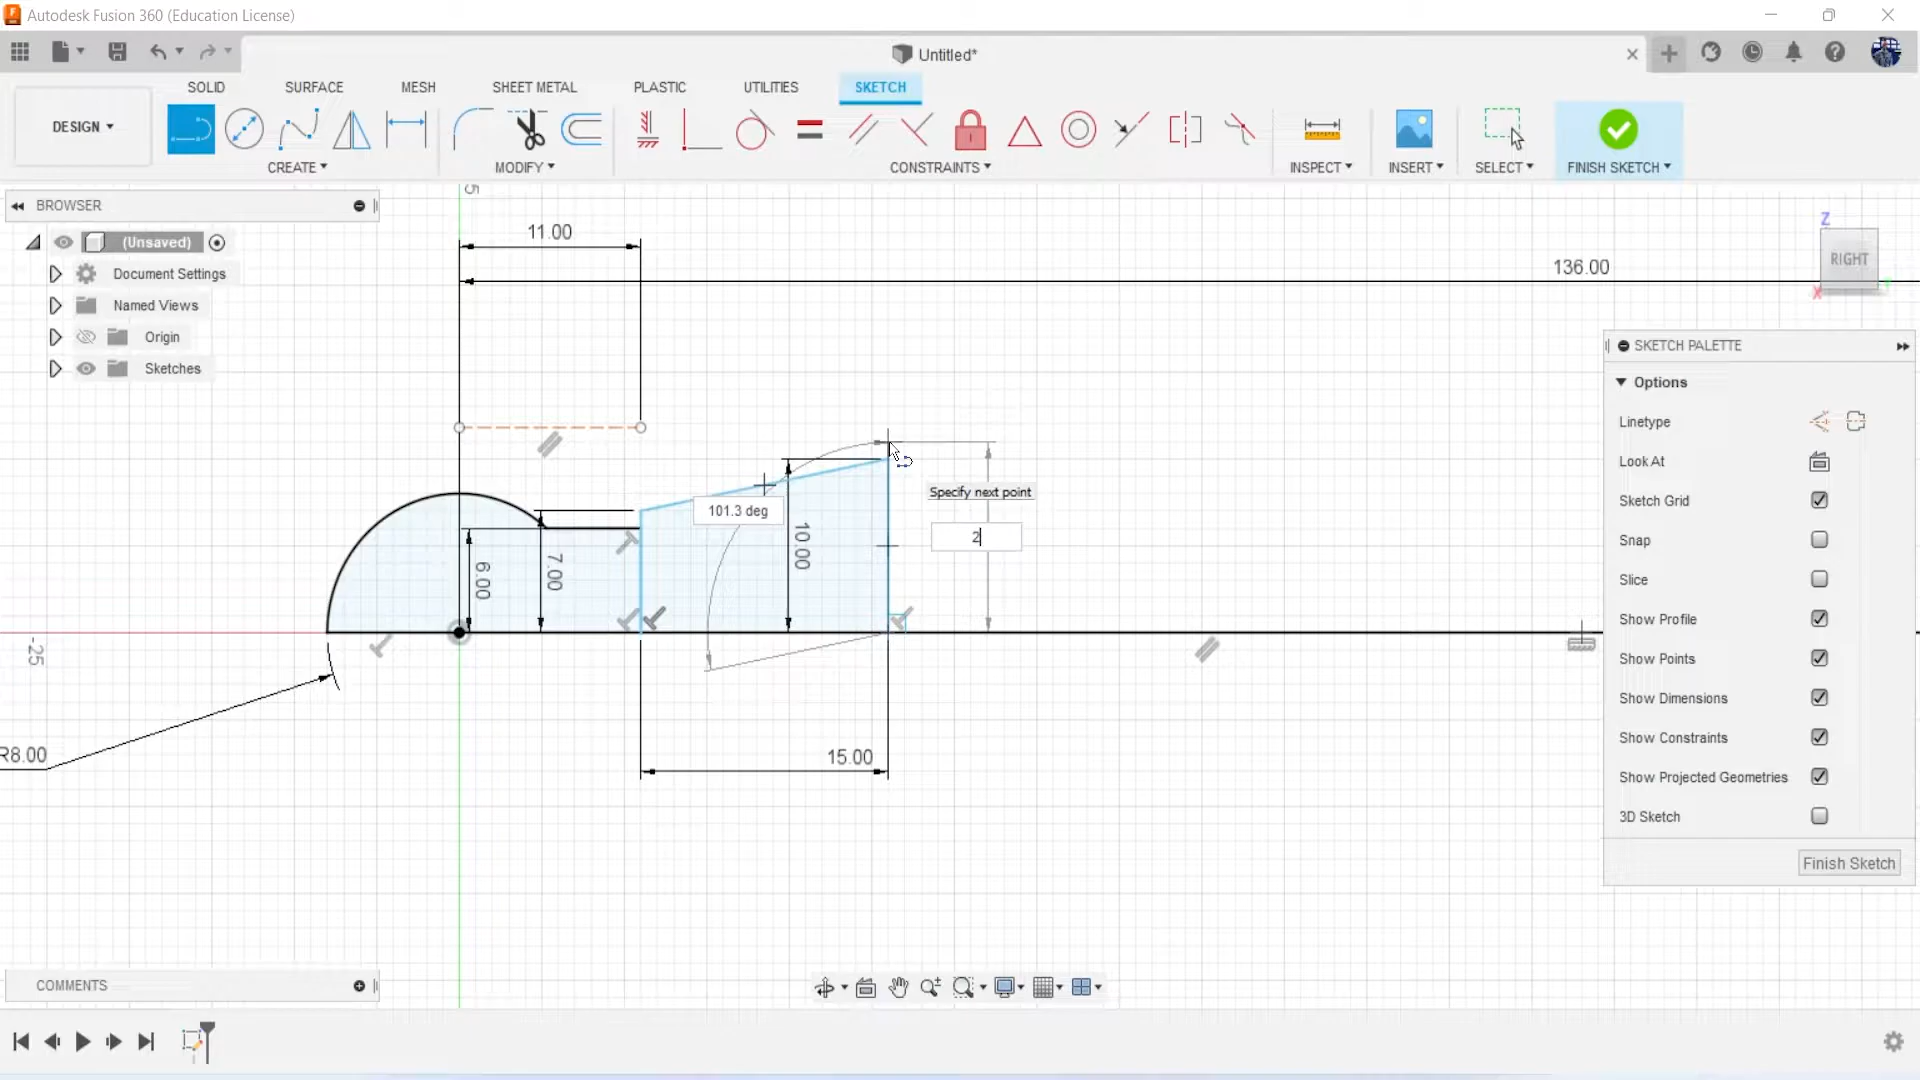 Autodesk Fusion 360 (Education License)
Untitled*
SOLID
SURFACE
MESH
SHEET METAL
PLASTIC
UTILITIES
SKETCH
DESIGN
CREATE
MODIFY
CONSTRAINTS
INSPECT
INSERT
SELECT
FINISH SKETCH
BROWSER
(Unsaved)
Document Settings
Named Views
Origin
Sketches
5
11.00
136.00
Z
RIGHT
X
SKETCH PALETTE
Options
Linetype
Look At
Sketch Grid
Snap
Slice
Show Profile
Show Points
Show Dimensions
Show Constraints
Show Projected Geometries
3D Sketch
Finish Sketch
101.3 deg
Specify next point
2
10.00
6.00
7.00
-25
R8.00
15.00
COMMENTS